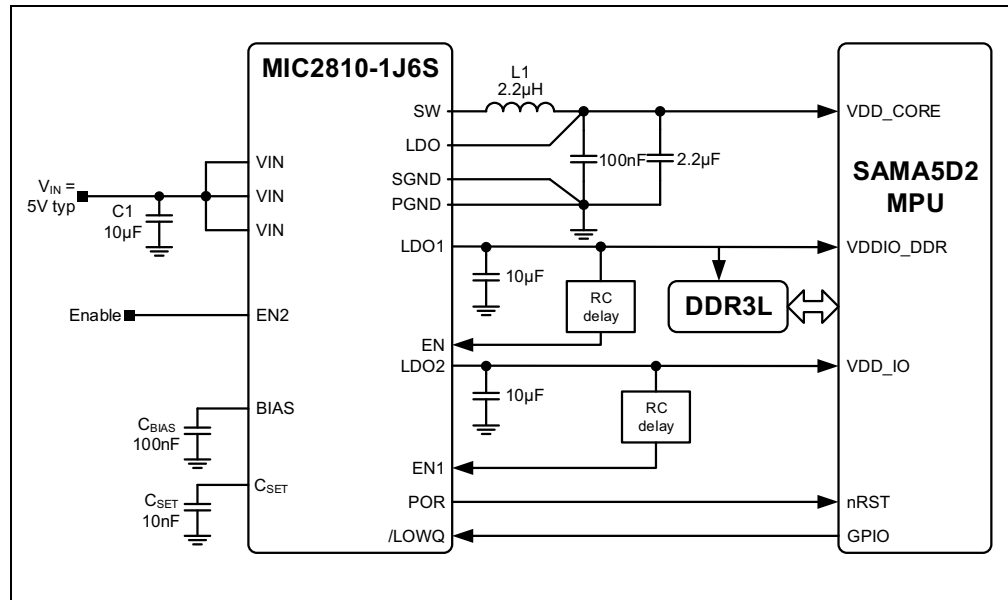 MIC2810-1J6S
L1
2.2µH
SW
VDD_CORE
LDO
100nF
2.2µF
SAMA5D2
MPU
VIN
VIN
VIN
V_IN =
5V typ
C1
10µF
SGND
PGND
LDO1
VDDIO_DDR
10µF
RC
delay
DDR3L
Enable
EN2
EN
LDO2
VDD_IO
10µF
RC
delay
BIAS
C_BIAS
100nF
EN1
C_SET
C_SET
10nF
POR
nRST
/LOWQ
GPIO